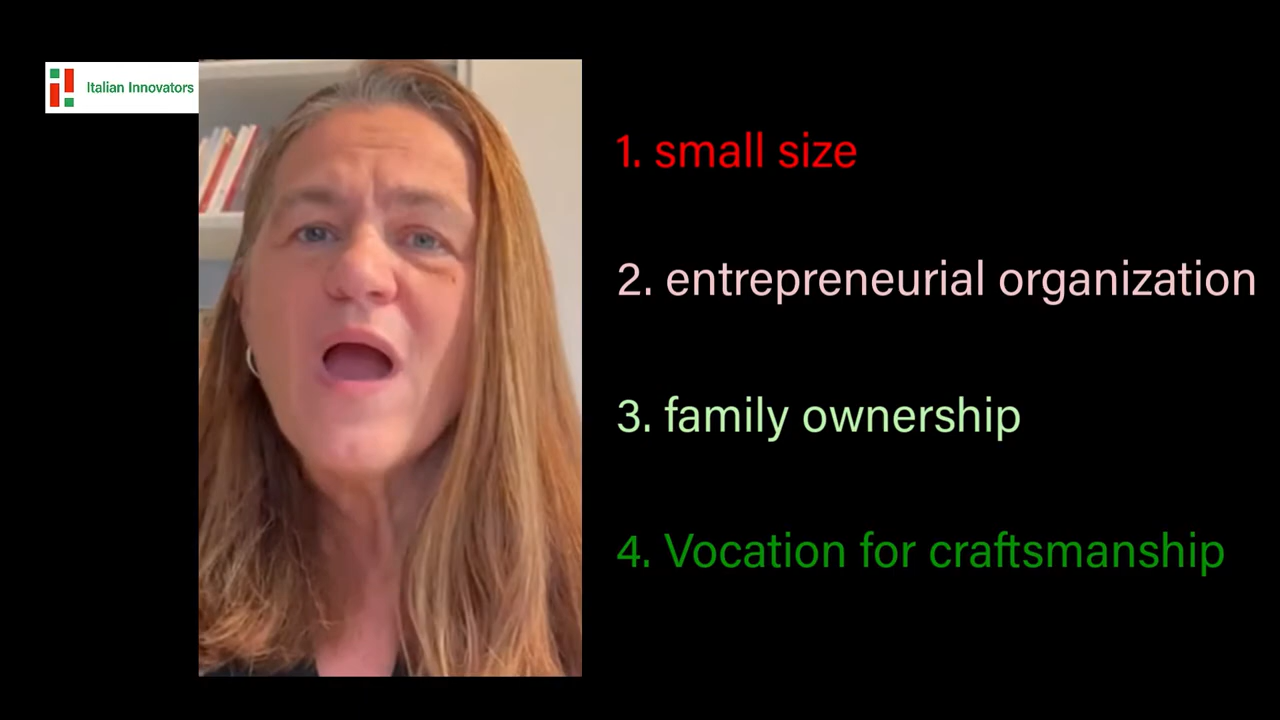 Italian Innovators
1. small size
2. entrepreneurial organization
3. family ownership
4. Vocation for craftsmanship